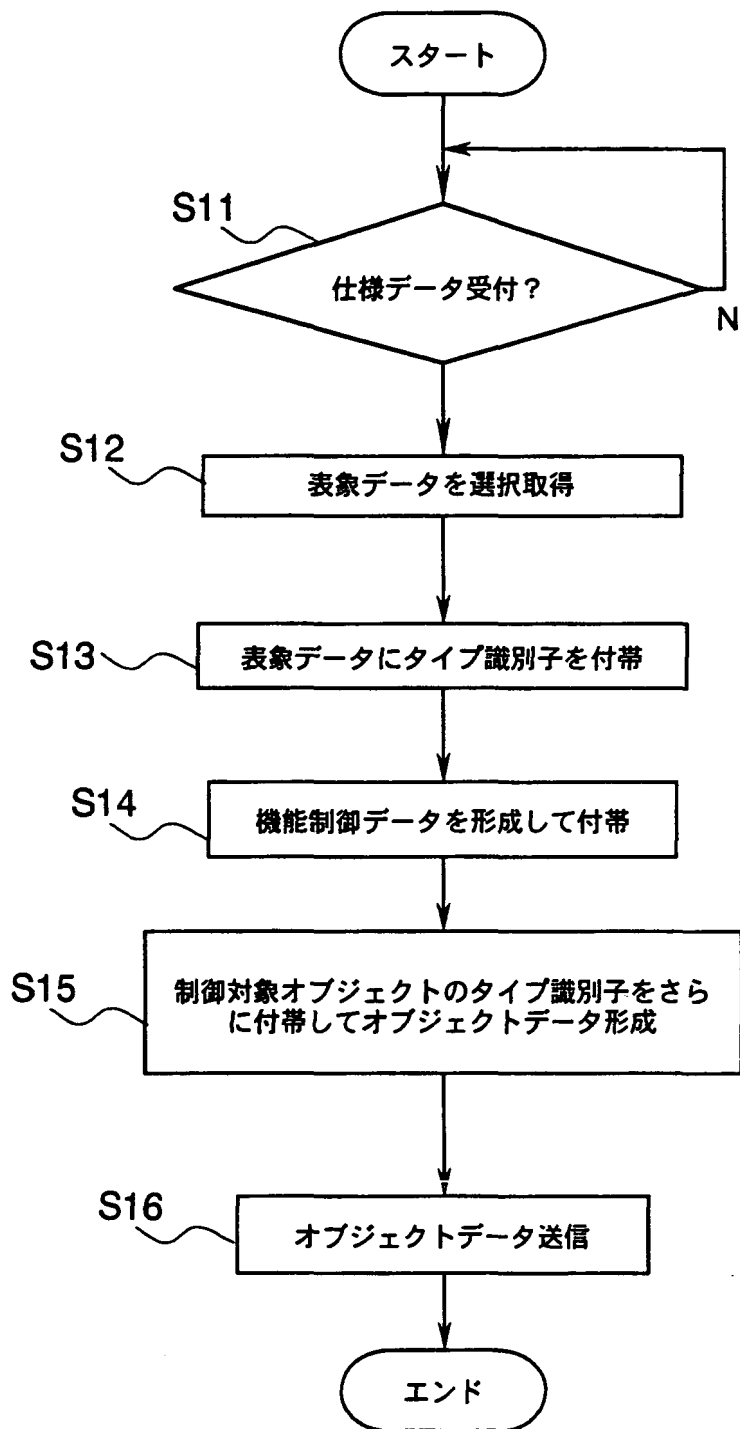 スタート
S11
仕様データ受付？
N
S12
表象データを選択取得
S13
表象データにタイプ識別子を付帯
S14
機能制御データを形成して付帯
S15
制御対象オブジェクトのタイプ識別子をさら
に付帯してオブジェクトデータ形成
S16
オブジェクトデータ送信
エンド